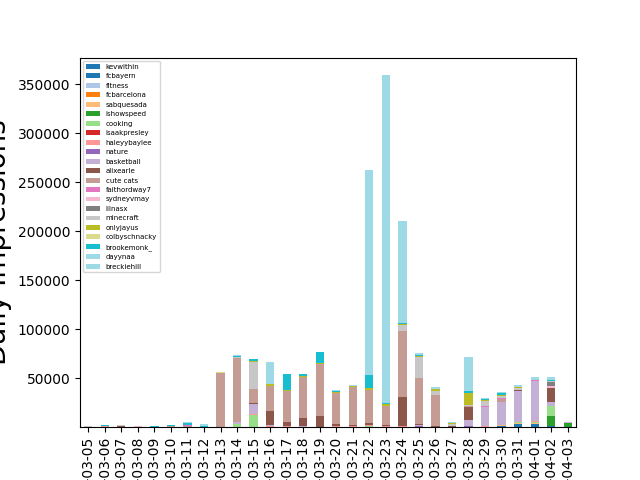 350000
300000
250000
200000
150000
100000
50000
Daily Impressions
kevwithin
fcbayern
fitness
fcbarcelona
sabquesada
ishowspeed
cooking
isaakpresley
haleyybaylee
nature
basketball
alixearle
cute cats
faithordway7
sydneyvmay
illnasx
minecraft
onlyjayus
colbyschnacky
brookemonk_
dayynaa
breckiehill
03-05
03-06
03-07
03-08
03-09
03-10
03-11
03-12
03-13
03-14
03-15
03-16
03-17
03-18
03-19
03-20
03-21
03-22
03-23
03-24
03-25
03-26
03-27
03-28
03-29
03-30
03-31
04-01
04-02
04-03